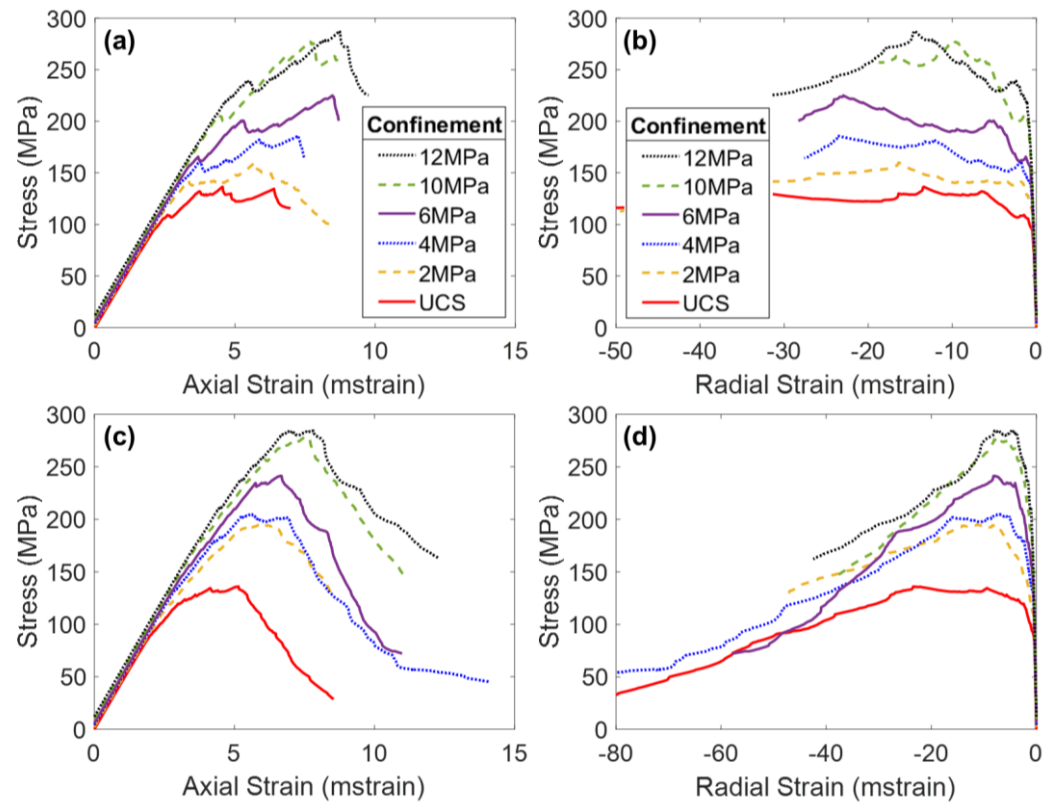 (a)
300
250
200
150
100
50
0
Stress (MPa)
0 5 10 15
Axial Strain (mstrain)
Confinement
12MPa
10MPa
6MPa
4MPa
2MPa
UCS
(b)
300
250
200
150
100
50
0
Stress (MPa)
-50 -40 -30 -20 -10 0
Radial Strain (mstrain)
Confinement
12MPa
10MPa
6MPa
4MPa
2MPa
UCS
(c)
300
250
200
150
100
50
0
Stress (MPa)
0 5 10 15
Axial Strain (mstrain)
(d)
300
250
200
150
100
50
0
Stress (MPa)
-80 -60 -40 -20 0
Radial Strain (mstrain)